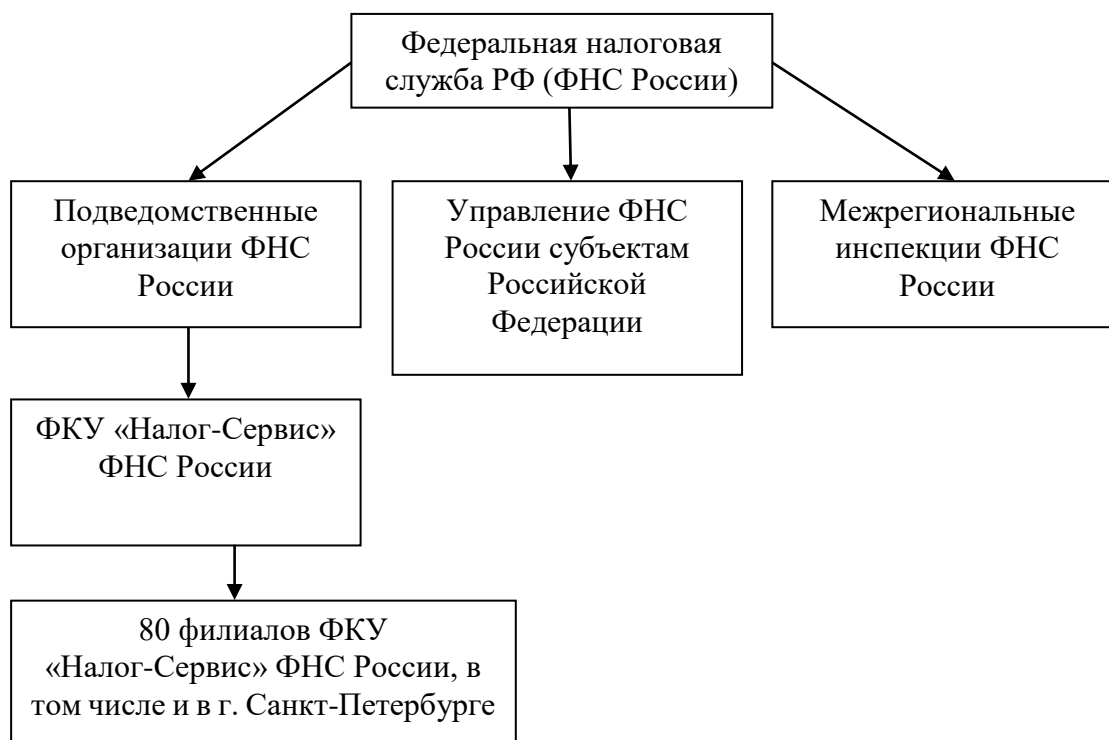 Федеральная налоговая
служба РФ (ФНС России)
Подведомственные
организации ФНС
России
Управление ФНС
России субъектам
Российской
Федерации
Межрегиональные
инспекции ФНС
России
ФКУ «Налог-Сервис»
ФНС России
80 филиалов ФКУ
«Налог-Сервис» ФНС России, в
том числе и в г. Санкт-Петербурге